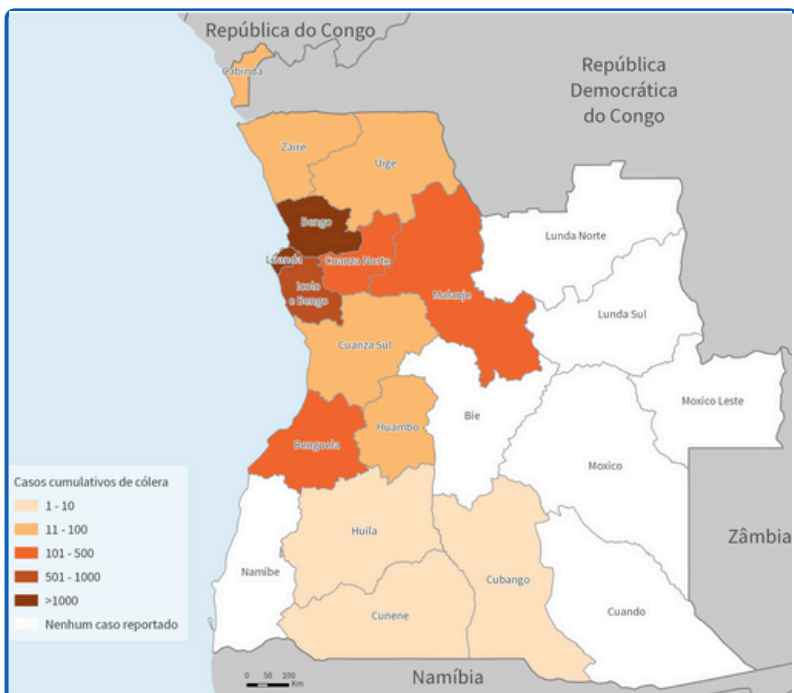 República do Congo
Cabinda
República
Democrática
do Congo
Zaire
Uige
Bengo
Lunda Norte
Luanda
Cuanza Norte
Icolo
e Bengo
Malanje
Lunda Sul
Cuanza Sul
Moxico Leste
Bie
Huambo
Benguela
Moxico
Casos cumulativos de cólera
1 - 10
11 - 100
101 - 500
501 - 1000
>1000
Nenhum caso reportado
Huila
Zâmbia
Namibe
Cubango
Cunene
Cuando
Namíbia
0 50 100
Km